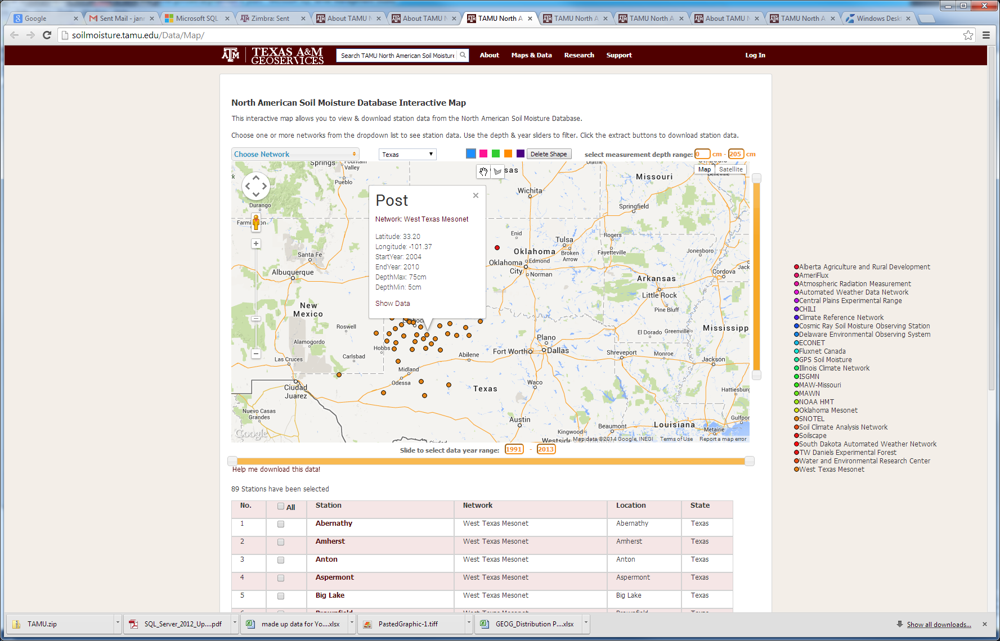 Google
Sent Mail - janr
Microsoft SQL
Zimbra: Sent
About TAMU N
About TAMU N
TAMU North A
TAMU North A
TAMU North A
About TAMU N
TAMU North A
Windows Deskt
soilmoisture.tamu.edu/Data/Map/
ATM
TEXAS A&M
GEOSERVICES
Search TAMU North American Soil Moisture
About Maps & Data Research Support Log In
North American Soil Moisture Database Interactive Map
This interactive map allows you to view & download station data from the North American Soil Moisture Database.
Choose one or more networks from the dropdown list to see station data. Use the depth & year sliders to filter. Click the extract buttons to download station data.
Choose Network
Texas
Delete Shape
select measurement depth range: 0 cm - 205 cm
Map Satellite
Springs
Fountain
Valley
Pueblo
Durango
Farmi
on
Santa Fe
Albuquerque
New
Mexico
Roswell
Alamogordo
Carlsbad
Las Cruces
Hobbs
Ciudad
Juarez
Nuevo Casas
Grandes
Midland
Odessa
Abilene
sas
Olathe
Wichita
Enid
Oklahoma
Oklahoma
City
Edmond
Norman
Tulsa
Broken
Arrow
Missouri
Belleville
Springfield
Rogers
Fayetteville
Jonesboro
Jack
Cordova
Arkansas
Little Rock
Pine Bluff
Mississipp
El Dorado
Greenville
Plano
Fort Worth
Dallas
Shreveport
Monroe
Jackson
Waco
Texas
Hattiesburg
Austin
Kingwood
Beaumont
Louisiana
Gulfpor
Metairie
Westside
Ciudad
Post
Network: West Texas Mesonet
Latitude: 33.20
Longitude: -101.37
StartYear: 2004
EndYear: 2010
DepthMax: 75cm
DepthMin: 5cm
Show Data
Google
Map data ©2014 Google, INEGI
Terms of Use
Report a map error
Alberta Agriculture and Rural Development
AmeriFlux
Atmospheric Radiation Measurement
Automated Weather Data Network
Central Plains Experimental Range
CHILI
Climate Reference Network
Cosmic Ray Soil Moisture Observing Station
Delaware Environmental Observing System
ECONET
Fluxnet Canada
GPS Soil Moisture
Illinois Climate Network
ISGMN
MAW-Missouri
MAWN
NOAA HMT
Oklahoma Mesonet
SNOTEL
Soil Climate Analysis Network
Soilscape
South Dakota Automated Weather Network
TW Daniels Experimental Forest
Water and Environmental Research Center
West Texas Mesonet
Slide to select data year range: 1991 - 2013
Help me download this data!
89 Stations have been selected
No. All Station Network Location State
1 Abernathy West Texas Mesonet Abernathy Texas
2 Amherst West Texas Mesonet Amherst Texas
3 Anton West Texas Mesonet Anton Texas
4 Aspermont West Texas Mesonet Aspermont Texas
5 Big Lake West Texas Mesonet Big Lake Texas
6 Brownfield West Texas Mesonet Brownfield Texas
TAMU.zip
SQL_Server_2012_Up....pdf
made up data for Yo....xlsx
PastedGraphic-1.tiff
GEOG_Distribution P....xlsx
Show all downloads...